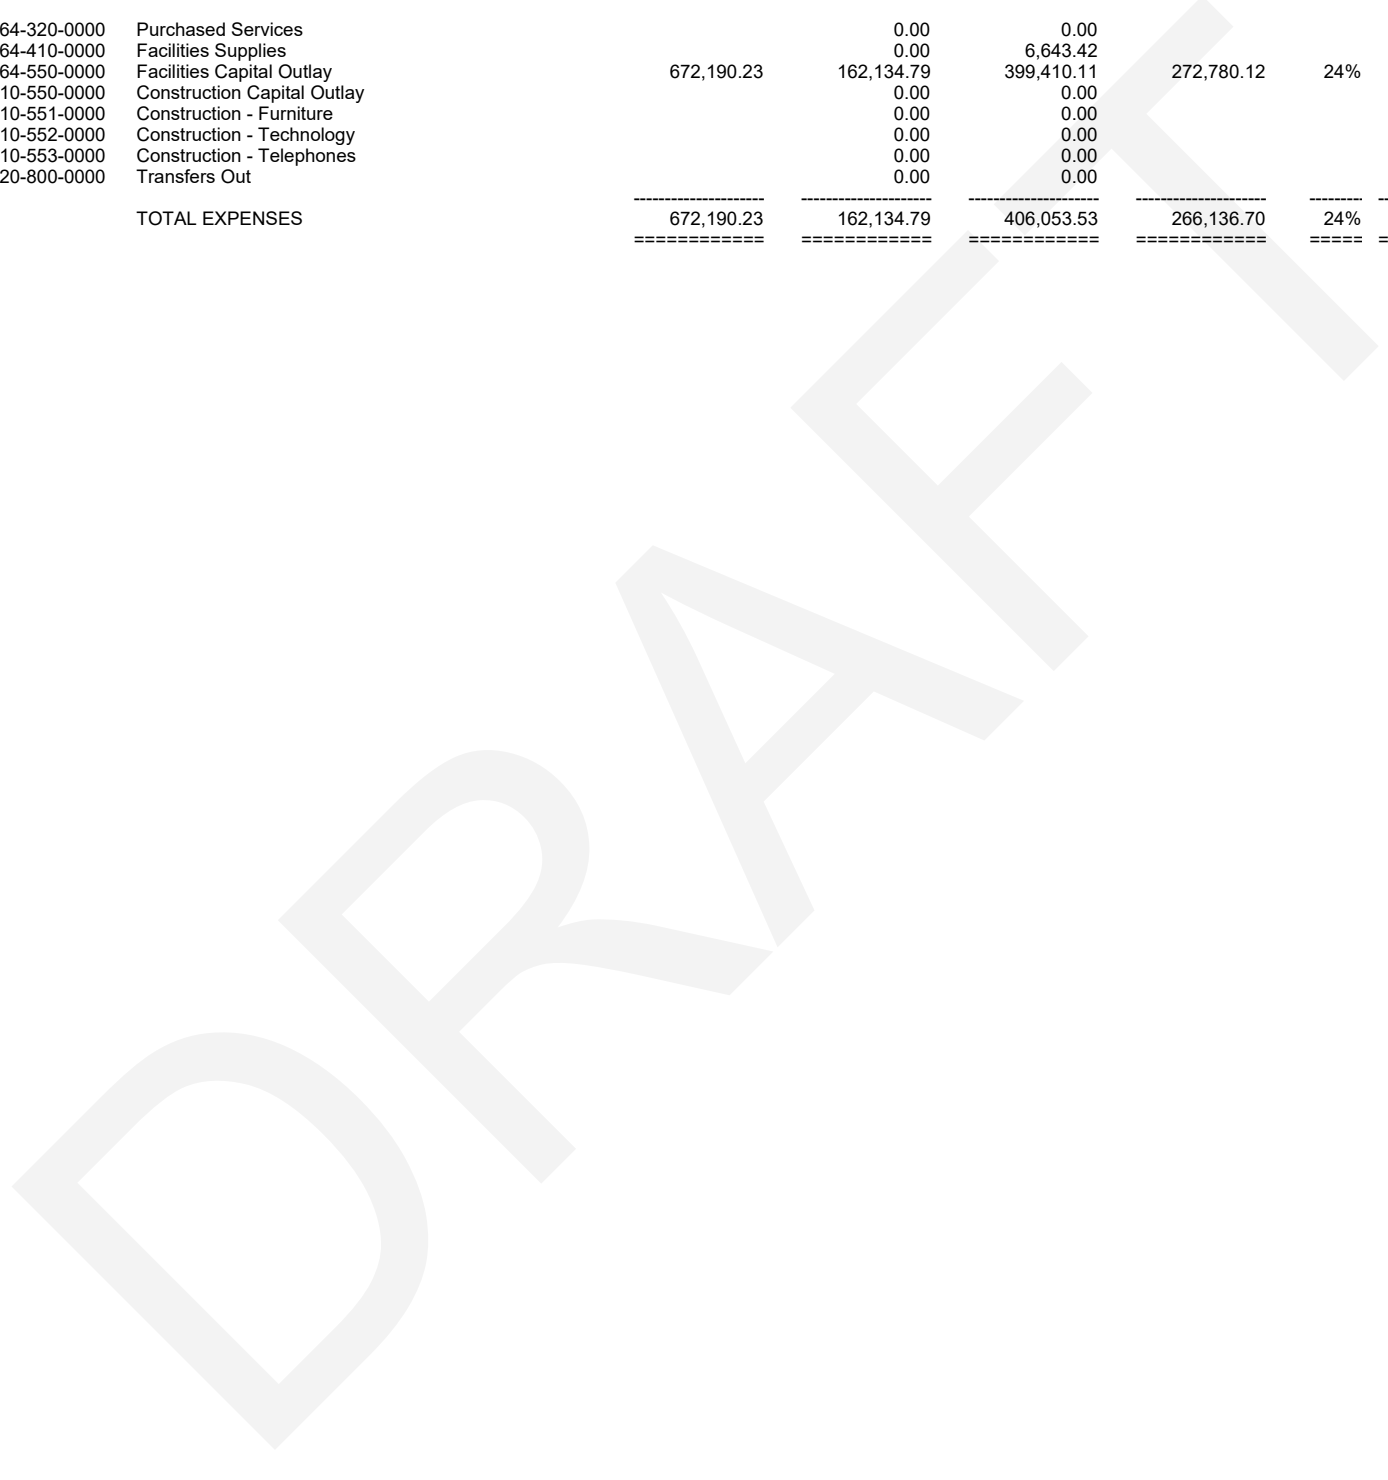 64-320-0000 Purchased Services 0.00 0.00
64-410-0000 Facilities Supplies 0.00 6,643.42
64-550-0000 Facilities Capital Outlay 672,190.23 162,134.79 399,410.11 272,780.12 24%
10-550-0000 Construction Capital Outlay 0.00 0.00
10-551-0000 Construction - Furniture 0.00 0.00
10-552-0000 Construction - Technology 0.00 0.00
10-553-0000 Construction - Telephones 0.00 0.00
20-800-0000 Transfers Out 0.00 0.00
--------------------- --------------------- --------------------- --------------------- -------- --
TOTAL EXPENSES 672,190.23 162,134.79 406,053.53 266,136.70 24%
============ ============ ============ ============ ===== =
DRAFT